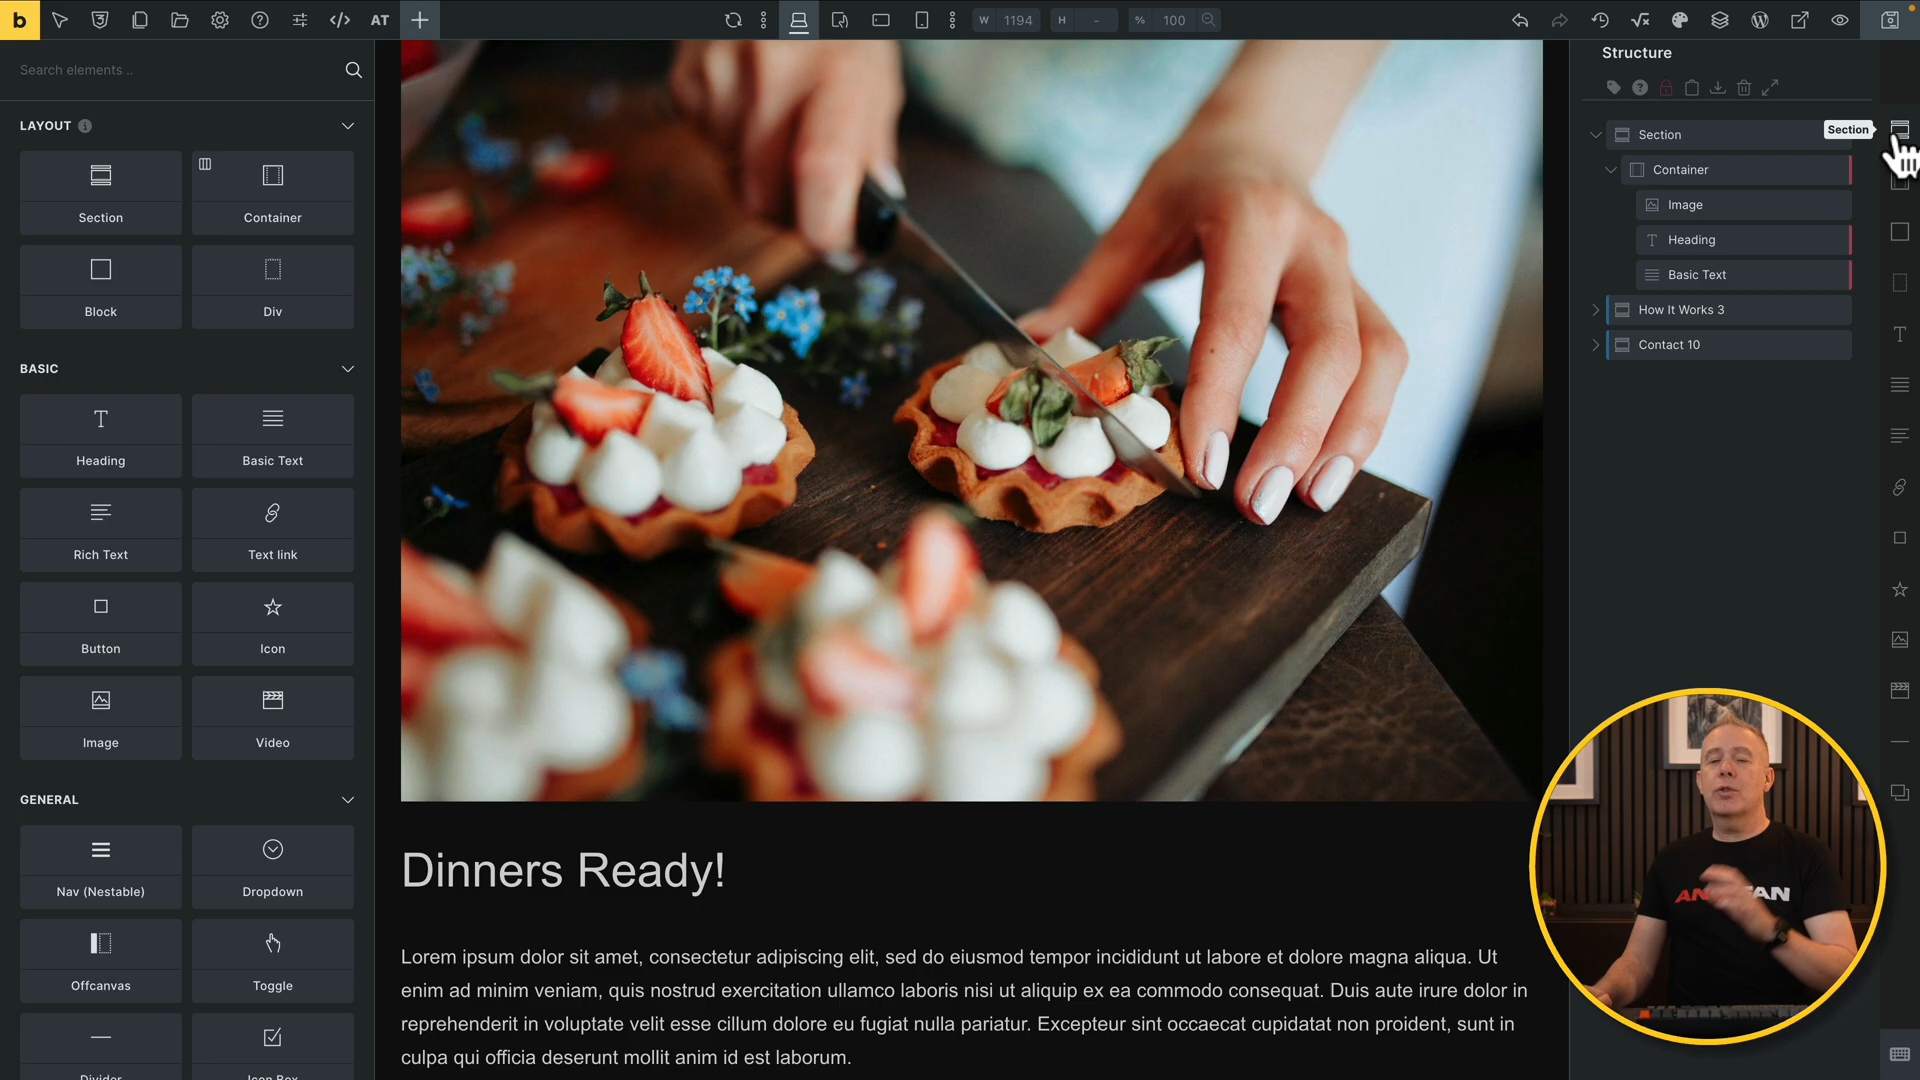 b
AT
W 1194
H -
% 100
Search elements ..
LAYOUT
Section
Container
Block
Div
BASIC
Heading
Basic Text
Rich Text
Text link
Button
Icon
Image
Video
GENERAL
Nav (Nestable)
Dropdown
Offcanvas
Toggle
Divider
Icon Box
Dinners Ready!
Lorem ipsum dolor sit amet, consectetur adipiscing elit, sed do eiusmod tempor incididunt ut labore et dolore magna aliqua. Ut
enim ad minim veniam, quis nostrud exercitation ullamco laboris nisi ut aliquip ex ea commodo consequat. Duis aute irure dolor in
reprehenderit in voluptate velit esse cillum dolore eu fugiat nulla pariatur. Excepteur sint occaecat cupidatat non proident, sunt in
culpa qui officia deserunt mollit anim id est laborum.
Structure
Section
Section
Container
Image
Heading
Basic Text
How It Works 3
Contact 10